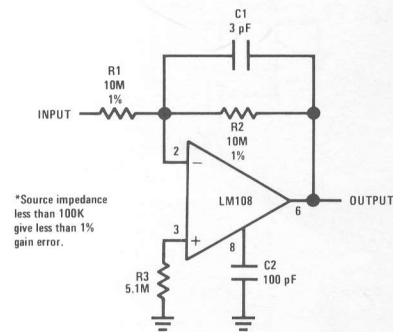 C1
3 pF
R1
10M
1%
INPUT
R2
10M
1%
2
−
LM108
6
OUTPUT
*Source impedance
less than 100K
give less than 1%
gain error.
3
+
8
R3
5.1M
C2
100 pF